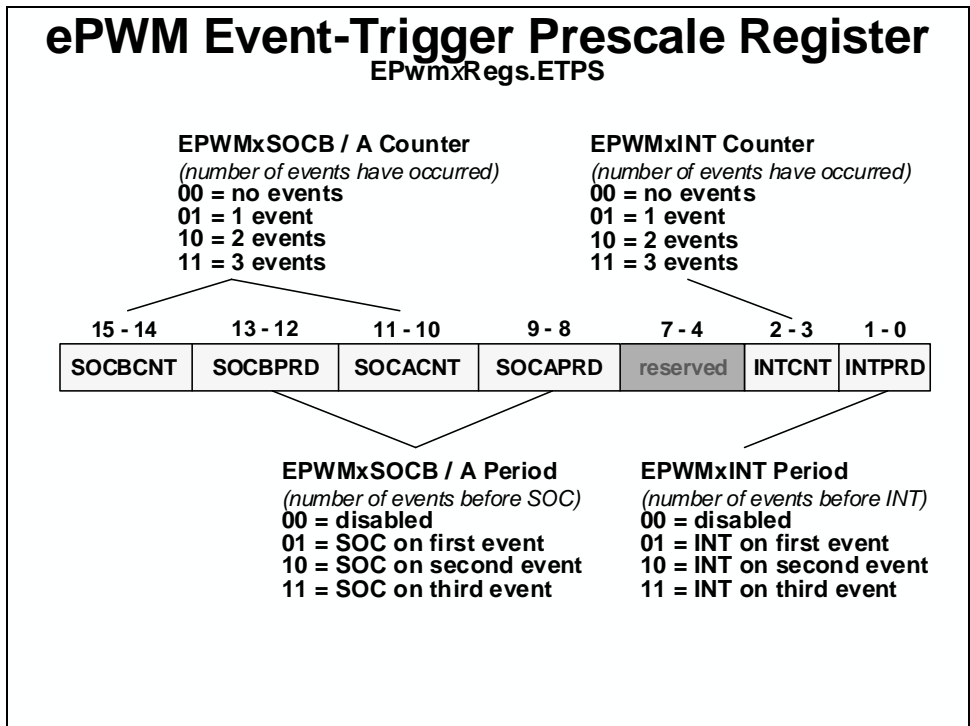 ePWM Event-Trigger Prescale Register
EPwmxRegs.ETPS
EPWMxSOCB / A Counter
(number of events have occurred)
00 = no events
01 = 1 event
10 = 2 events
11 = 3 events
EPWMxINT Counter
(number of events have occurred)
00 = no events
01 = 1 event
10 = 2 events
11 = 3 events
15 - 14 13 - 12 11 - 10 9 - 8 7 - 4 2 - 3 1 - 0
SOCBCNT SOCBPRD SOCACNT SOCAPRD reserved INTCNT INTPRD
EPWMxSOCB / A Period
(number of events before SOC)
00 = disabled
01 = SOC on first event
10 = SOC on second event
11 = SOC on third event
EPWMxINT Period
(number of events before INT)
00 = disabled
01 = INT on first event
10 = INT on second event
11 = INT on third event